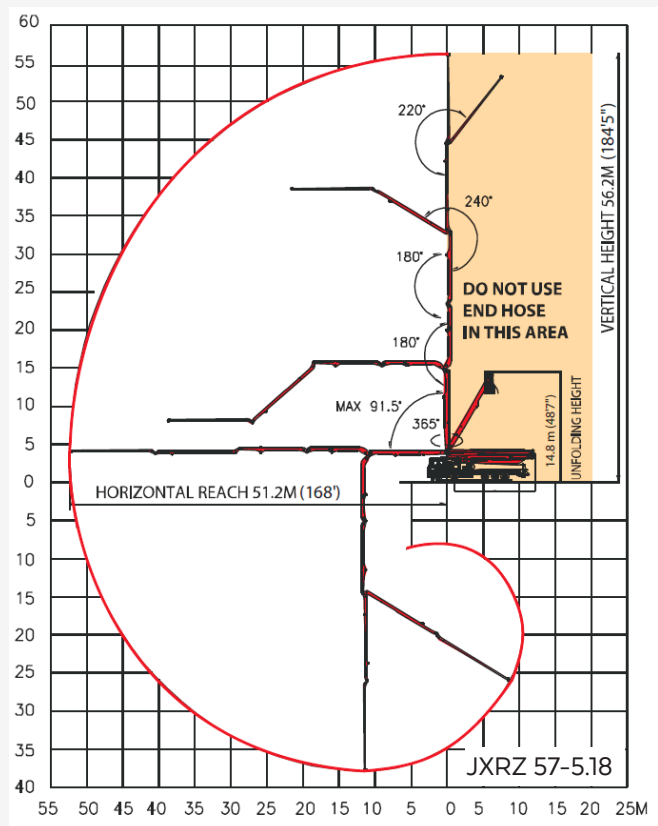 60
55
50
45
40
35
30
25
20
15
10
5
0
5
10
15
20
25
30
35
40
220°
240°
180°
180°
MAX 91.5°
365°
DO NOT USE
END HOSE
IN THIS AREA
VERTICAL HEIGHT 56.2M (184'5")
14.8 m (48'7")
UNFOLDING HEIGHT
HORIZONTAL REACH 51.2M (168')
JXRZ 57-5.18
55 50 45 40 35 30 25 20 15 10 0 5 10 15 20 25M